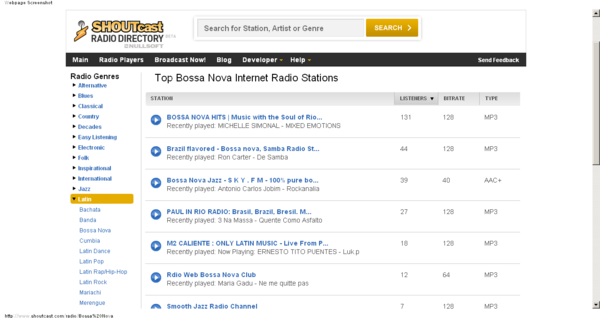 Webpage Screenshot
SHOUTcast
RADIO DIRECTORY BETA
NULLSOFT
Search for Station, Artist or Genre
SEARCH
Main Radio Players Broadcast Now! Blog Developer Help Send Feedback
Radio Genres
Alternative
Blues
Classical
Country
Decades
Easy Listening
Electronic
Folk
Inspirational
International
Jazz
Latin
Bachata
Banda
Bossa Nova
Cumbia
Latin Dance
Latin Pop
Latin Rap/Hip-Hop
Latin Rock
Mariachi
Merengue
Top Bossa Nova Internet Radio Stations
STATION LISTENERS BITRATE TYPE
BOSSA NOVA HITS | Music with the Soul of Rio... 131 128 MP3
Recently played: MICHELLE SIMONAL - MIXED EMOTIONS
Brazil flavored - Bossa nova, Samba Radio St... 44 128 MP3
Recently played: Ron Carter - De Samba
Bossa Nova Jazz - S K Y . F M - 100% pure bo... 39 40 AAC+
Recently played: Antonio Carlos Jobim - Rockanalia
PAUL IN RIO RADIO: Brasil, Brazil, Bresil, M... 27 128 MP3
Recently played: 3 Na Massa - Quente Como Asfalto
M2 CALIENTE : ONLY LATIN MUSIC - Live From P... 18 128 MP3
Recently played: Now Playing: ERNESTO TITO PUENTES - Luk:p
Rdio Web Bossa Nova Club 12 64 MP3
Recently played: Maria Gadu - Ne me quitte pas
Smooth Jazz Radio Channel 7 128 MP3
http://www.shoutcast.com/radio/Bossa%20Nova